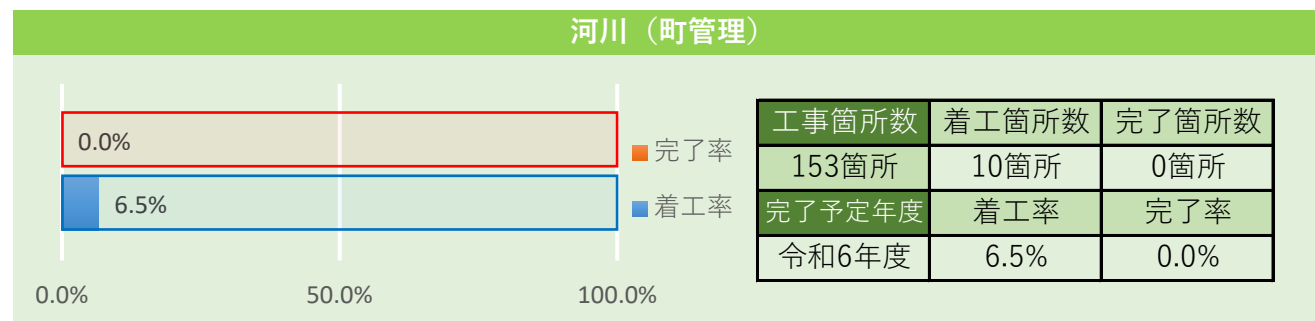 河川（町管理）
0.0%
6.5%
0.0%
50.0%
100.0%
完了率
着工率
工事箇所数 着工箇所数 完了箇所数
153箇所 10箇所 0箇所
完了予定年度 着工率 完了率
令和6年度 6.5% 0.0%